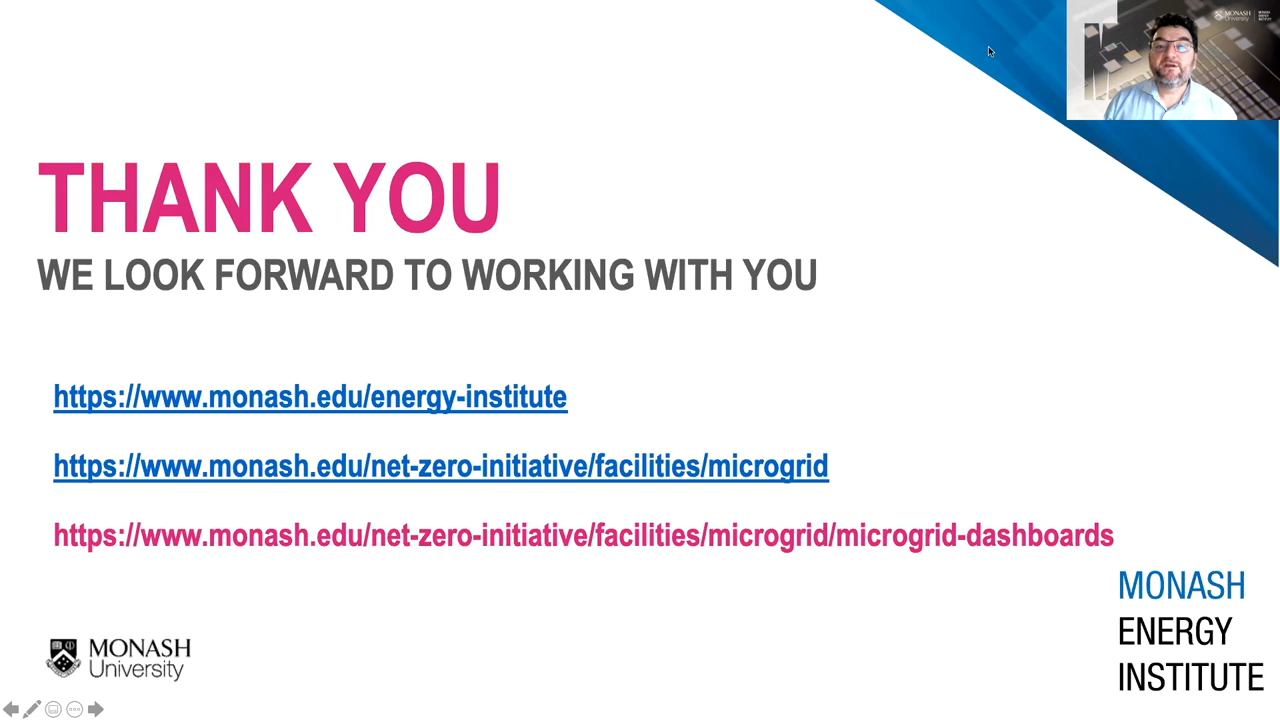 MONASH
University
THANK YOU
WE LOOK FORWARD TO WORKING WITH YOU
https://www.monash.edu/energy-institute
https://www.monash.edu/net-zero-initiative/facilities/microgrid
https://www.monash.edu/net-zero-initiative/facilities/microgrid/microgrid-dashboards
MONASH
ENERGY
INSTITUTE
MONASH
University